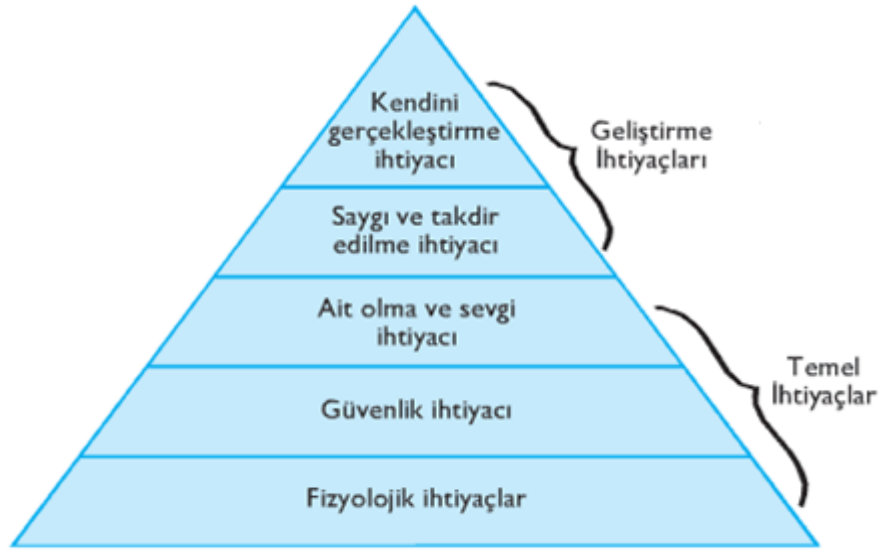 Kendini
gerçekleştirme
ihtiyacı
Geliştirme
İhtiyaçları
Saygı ve takdir
edilme ihtiyacı
Ait olma ve sevgi
ihtiyacı
Temel
İhtiyaçlar
Güvenlik ihtiyacı
Fizyolojik ihtiyaçlar